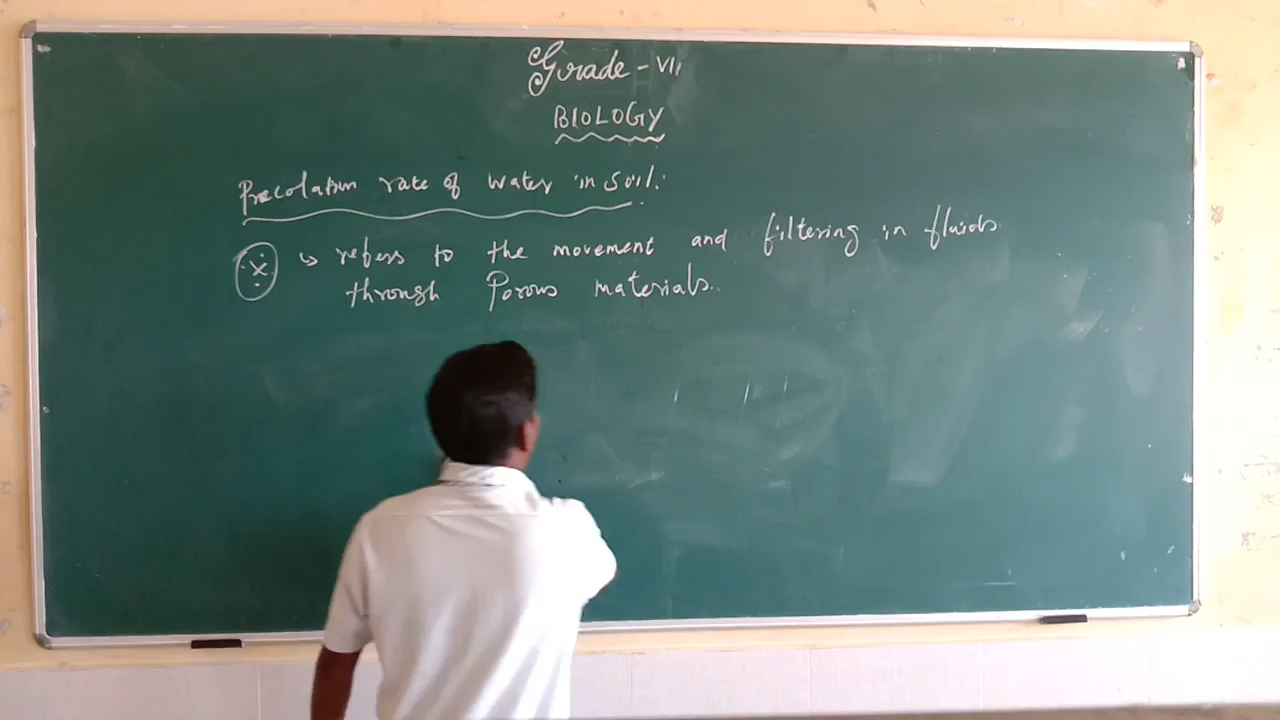 Grade - VII
BIOLOGY
Precolation rate of water in Soil.
refers to the movement and filtering in fluids
through Porous materials.